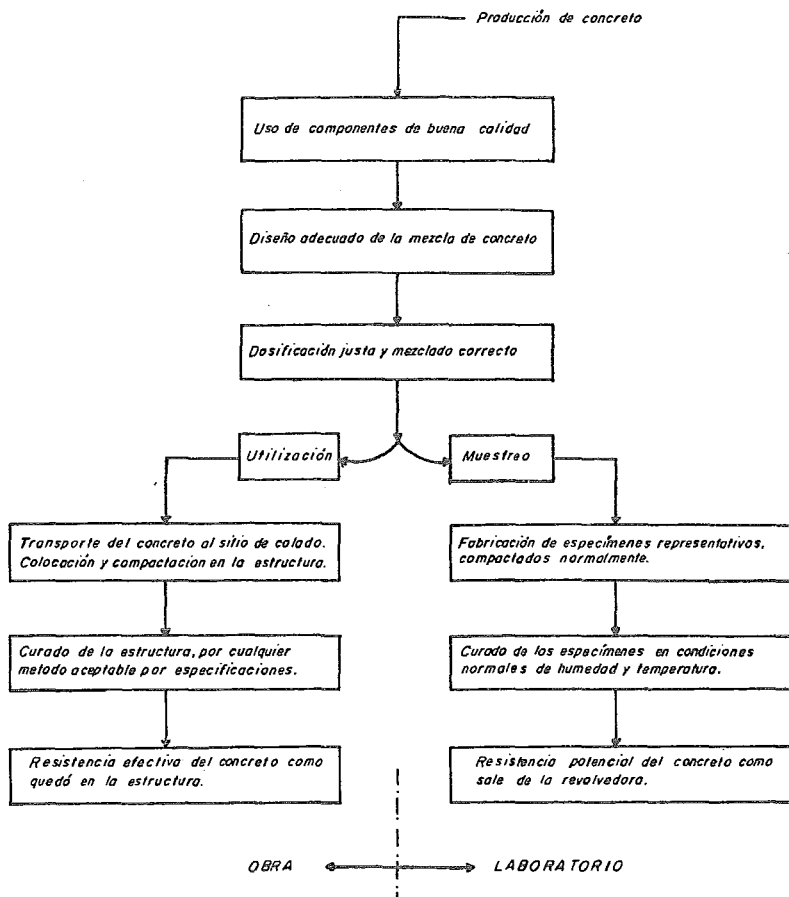 Producción de concreto
Uso de componentes de buena calidad
Diseño adecuado de la mezcla de concreto
Dosificación justa y mezclado correcto
Utilización
Muestreo
Transporte del concreto al sitio de colado.
Colocación y compactacion en la estructura.
Fabricación de especímenes representativos,
compactados normalmente.
Curado de la estructura, por cualquier
metodo aceptable por especificaciones.
Curado de los especímenes en condiciones
normales de humedad y temperatura.
Resistencia efectiva del concreto como
quedó en la estructura.
Resistencia potencial del concreto como
sale de la revolvedora.
OBRA
LABORATORIO